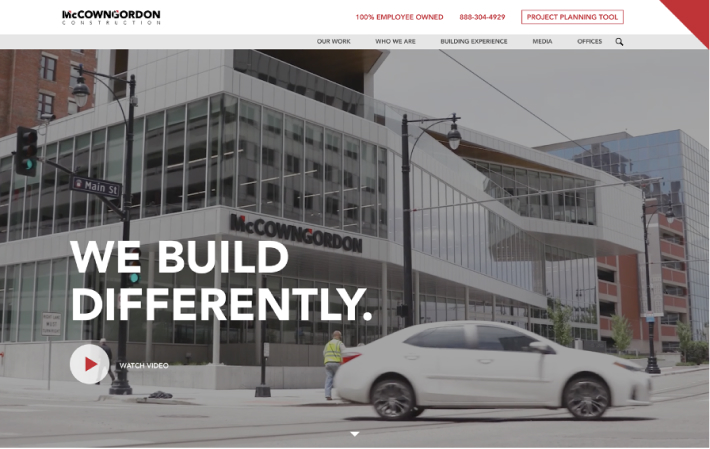 McCOWNGORDON
CONSTRUCTION
100% EMPLOYEE OWNED
888-304-4929
PROJECT PLANNING TOOL
OUR WORK
WHO WE ARE
BUILDING EXPERIENCE
MEDIA
OFFICES
Main St
McCOWNGORDON
WE BUILD
DIFFERENTLY.
WATCH VIDEO